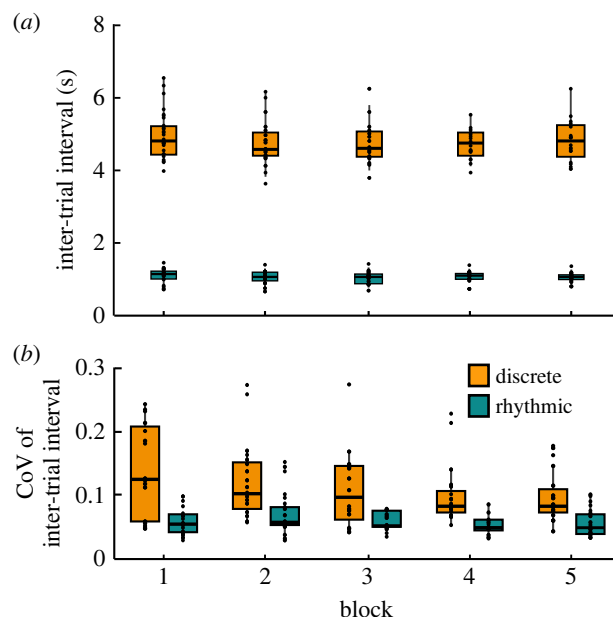 (a)
8
6
4
2
0
inter-trial interval (s)
(b)
0.3
0.2
0.1
0
CoV of
inter-trial interval
discrete
rhythmic
1 2 3 4 5
block